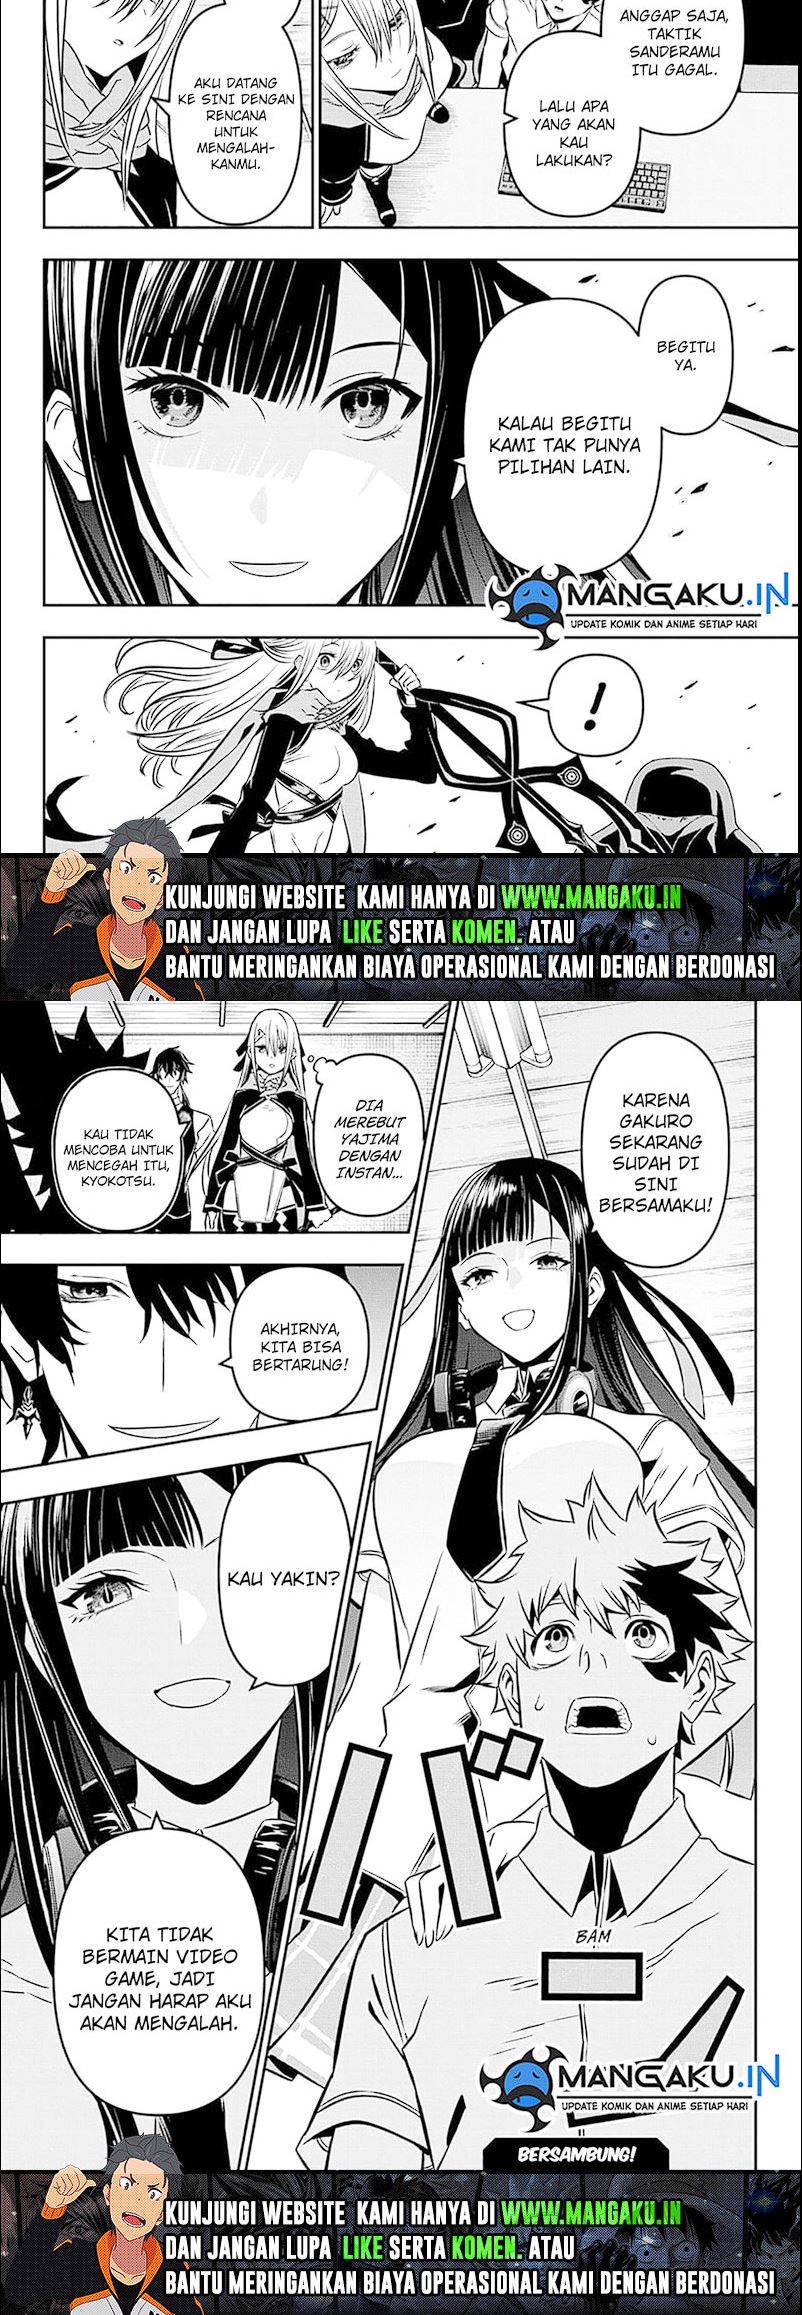 ANGGAP SAJA,
TAKTIK
SANDERAMU
ITU GAGAL.
LALU APA
YANG AKAN
KAU
LAKUKAN?
AKU DATANG
KE SINI DENGAN
RENCANA
UNTUK
MENGALAH-
KANMU.
BEGITU
YA.
KALAU BEGITU
KAMI TAK PUNYA
PILIHAN LAIN.
MANGAKU.IN
UPDATE KOMIK DAN ANIME SETIAP HARI
!
KUNJUNGI WEBSITE KAMI HANYA DI WWW.MANGAKU.IN
DAN JANGAN LUPA LIKE SERTA KOMEN. ATAU
BANTU MERINGANKAN BIAYA OPERASIONAL KAMI DENGAN BERDONASI
KARENA
GAKURO
SEKARANG
SUDAH DI
SINI
BERSAMAKU!
DIA
MEREBUT
YAJIMA
DENGAN
INSTAN...
KAU TIDAK
MENCOBA UNTUK
MENCEGAH ITU,
KYOKOTSU.
AKHIRNYA,
KITA BISA
BERTARUNG!
KAU YAKIN?
KITA TIDAK
BERMAIN VIDEO
GAME, JADI
JANGAN HARAP AKU
AKAN MENGALAH.
BAM
MANGAKU.IN
UPDATE KOMIK DAN ANIME SETIAP HARI
BERSAMBUNG!
KUNJUNGI WEBSITE KAMI HANYA DI WWW.MANGAKU.IN
DAN JANGAN LUPA LIKE SERTA KOMEN. ATAU
BANTU MERINGANKAN BIAYA OPERASIONAL KAMI DENGAN BERDONASI